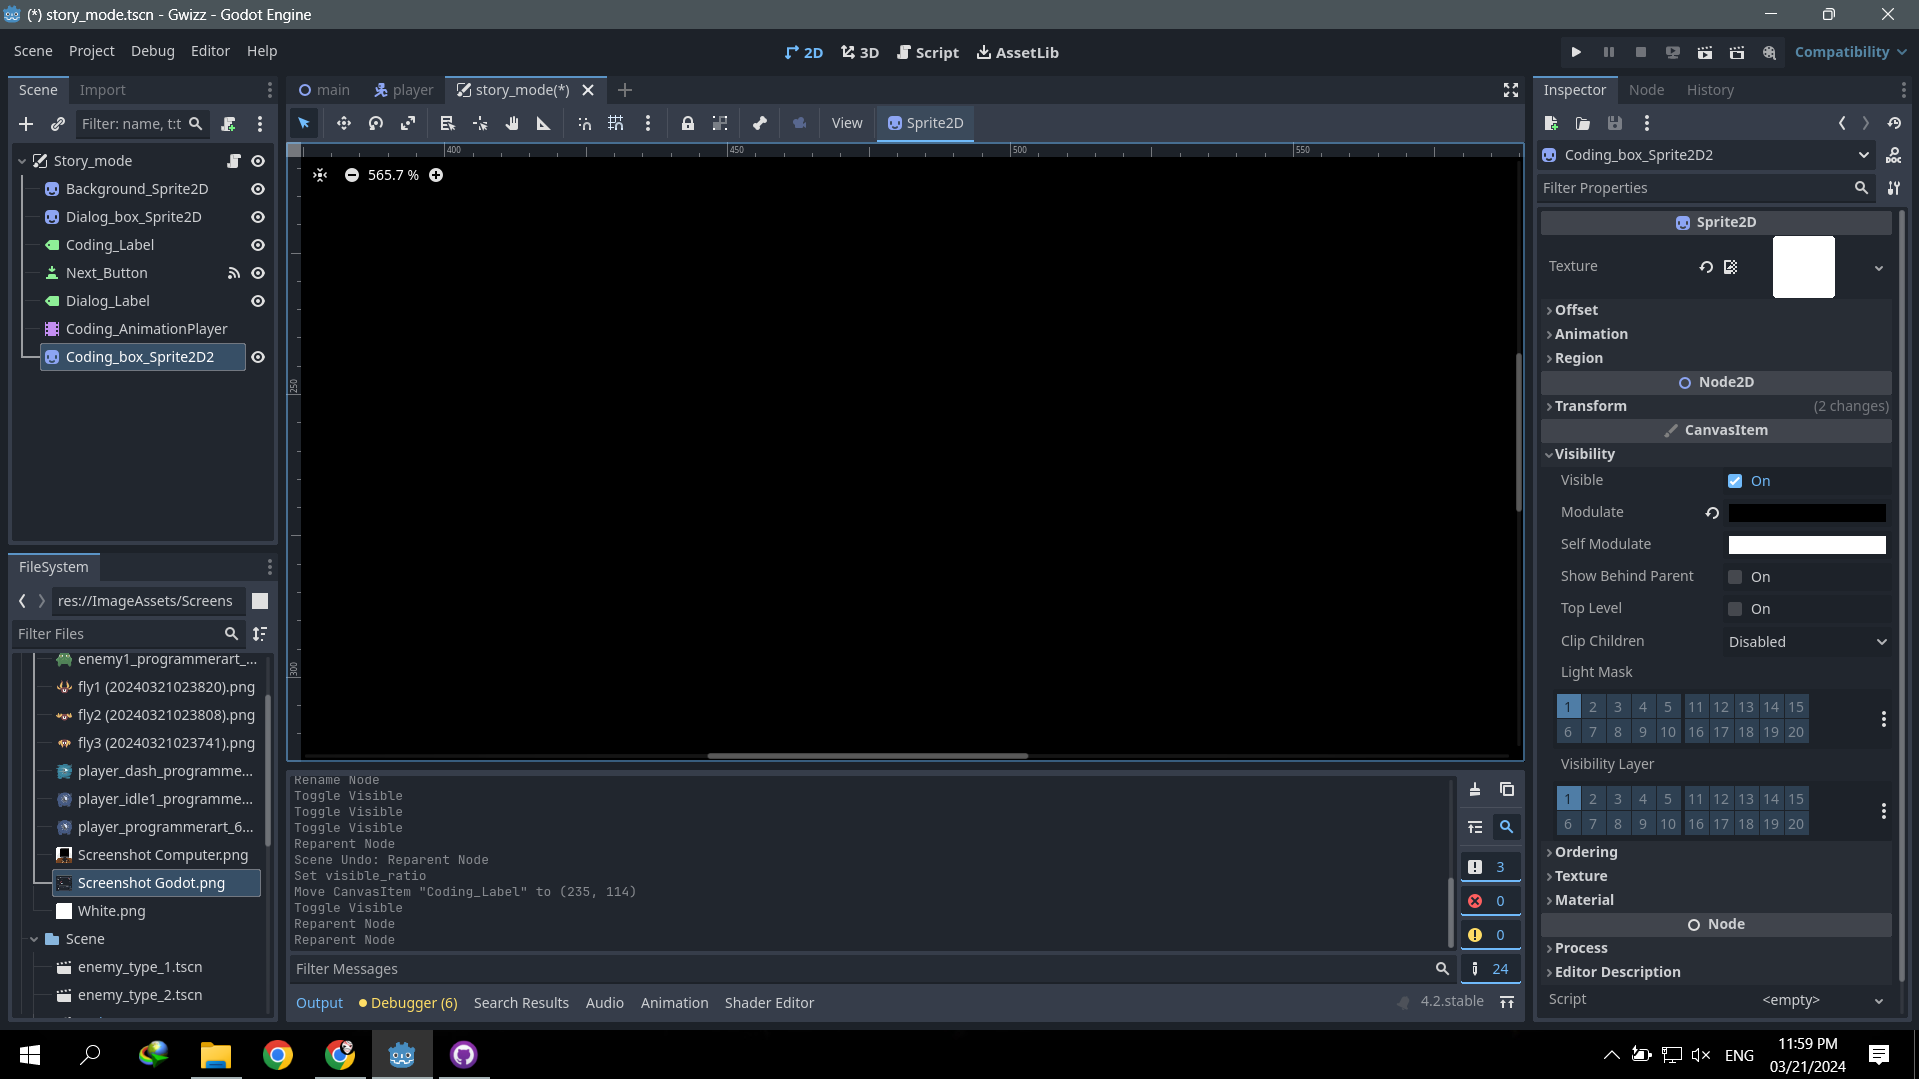 (*) story_mode.tscn - Gwizz - Godot Engine
Scene Project Debug Editor Help
2D 3D Script AssetLib
Compatibility
Scene Import
main player story_mode(*)
Inspector Node History
Filter: name, t:t
View Sprite2D
Story_mode
Background_Sprite2D
Dialog_box_Sprite2D
Coding_Label
Next_Button
Dialog_Label
Coding_AnimationPlayer
Coding_box_Sprite2D2
400 450 500 550
565.7 %
250
300
FileSystem
res://ImageAssets/Screens
Filter Files
enemy1_programmerart_...
fly1 (20240321023820).png
fly2 (20240321023808).png
fly3 (20240321023741).png
player_dash_programme...
player_idle1_programme...
player_programmerart_6...
Screenshot Computer.png
Screenshot Godot.png
White.png
Scene
enemy_type_1.tscn
enemy_type_2.tscn
Rename Node
Toggle Visible
Toggle Visible
Toggle Visible
Reparent Node
Scene Undo: Reparent Node
Set visible_ratio
Move CanvasItem "Coding_Label" to (235, 114)
Toggle Visible
Reparent Node
Reparent Node
3
0
0
24
Filter Messages
Output Debugger (6) Search Results Audio Animation Shader Editor
4.2.stable
Coding_box_Sprite2D2
DOC
Filter Properties
Sprite2D
Texture
Offset
Animation
Region
Node2D
Transform (2 changes)
CanvasItem
Visibility
Visible On
Modulate
Self Modulate
Show Behind Parent On
Top Level On
Clip Children Disabled
Light Mask
1 2 3 4 5 11 12 13 14 15
6 7 8 9 10 16 17 18 19 20
Visibility Layer
1 2 3 4 5 11 12 13 14 15
6 7 8 9 10 16 17 18 19 20
Ordering
Texture
Material
Node
Process
Editor Description
Script <empty>
ENG
11:59 PM
03/21/2024